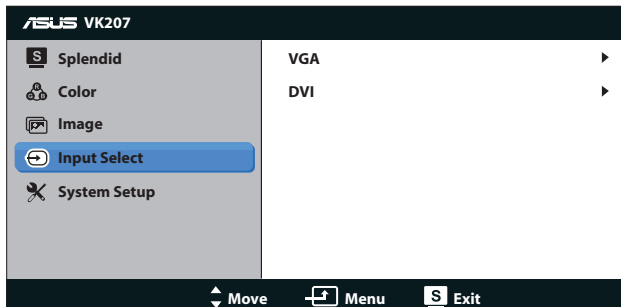 ASUS VK207
S Splendid
VGA
Color
DVI
Image
Input Select
System Setup
Move Menu S Exit